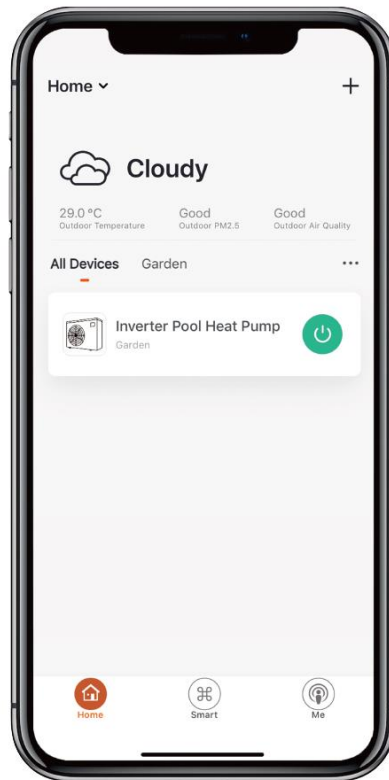 Home
Cloudy
29.0 °C Good Good
Outdoor Temperature Outdoor PM2.5 Outdoor Air Quality
All Devices Garden ...
Inverter Pool Heat Pump
Garden
Home Smart Me